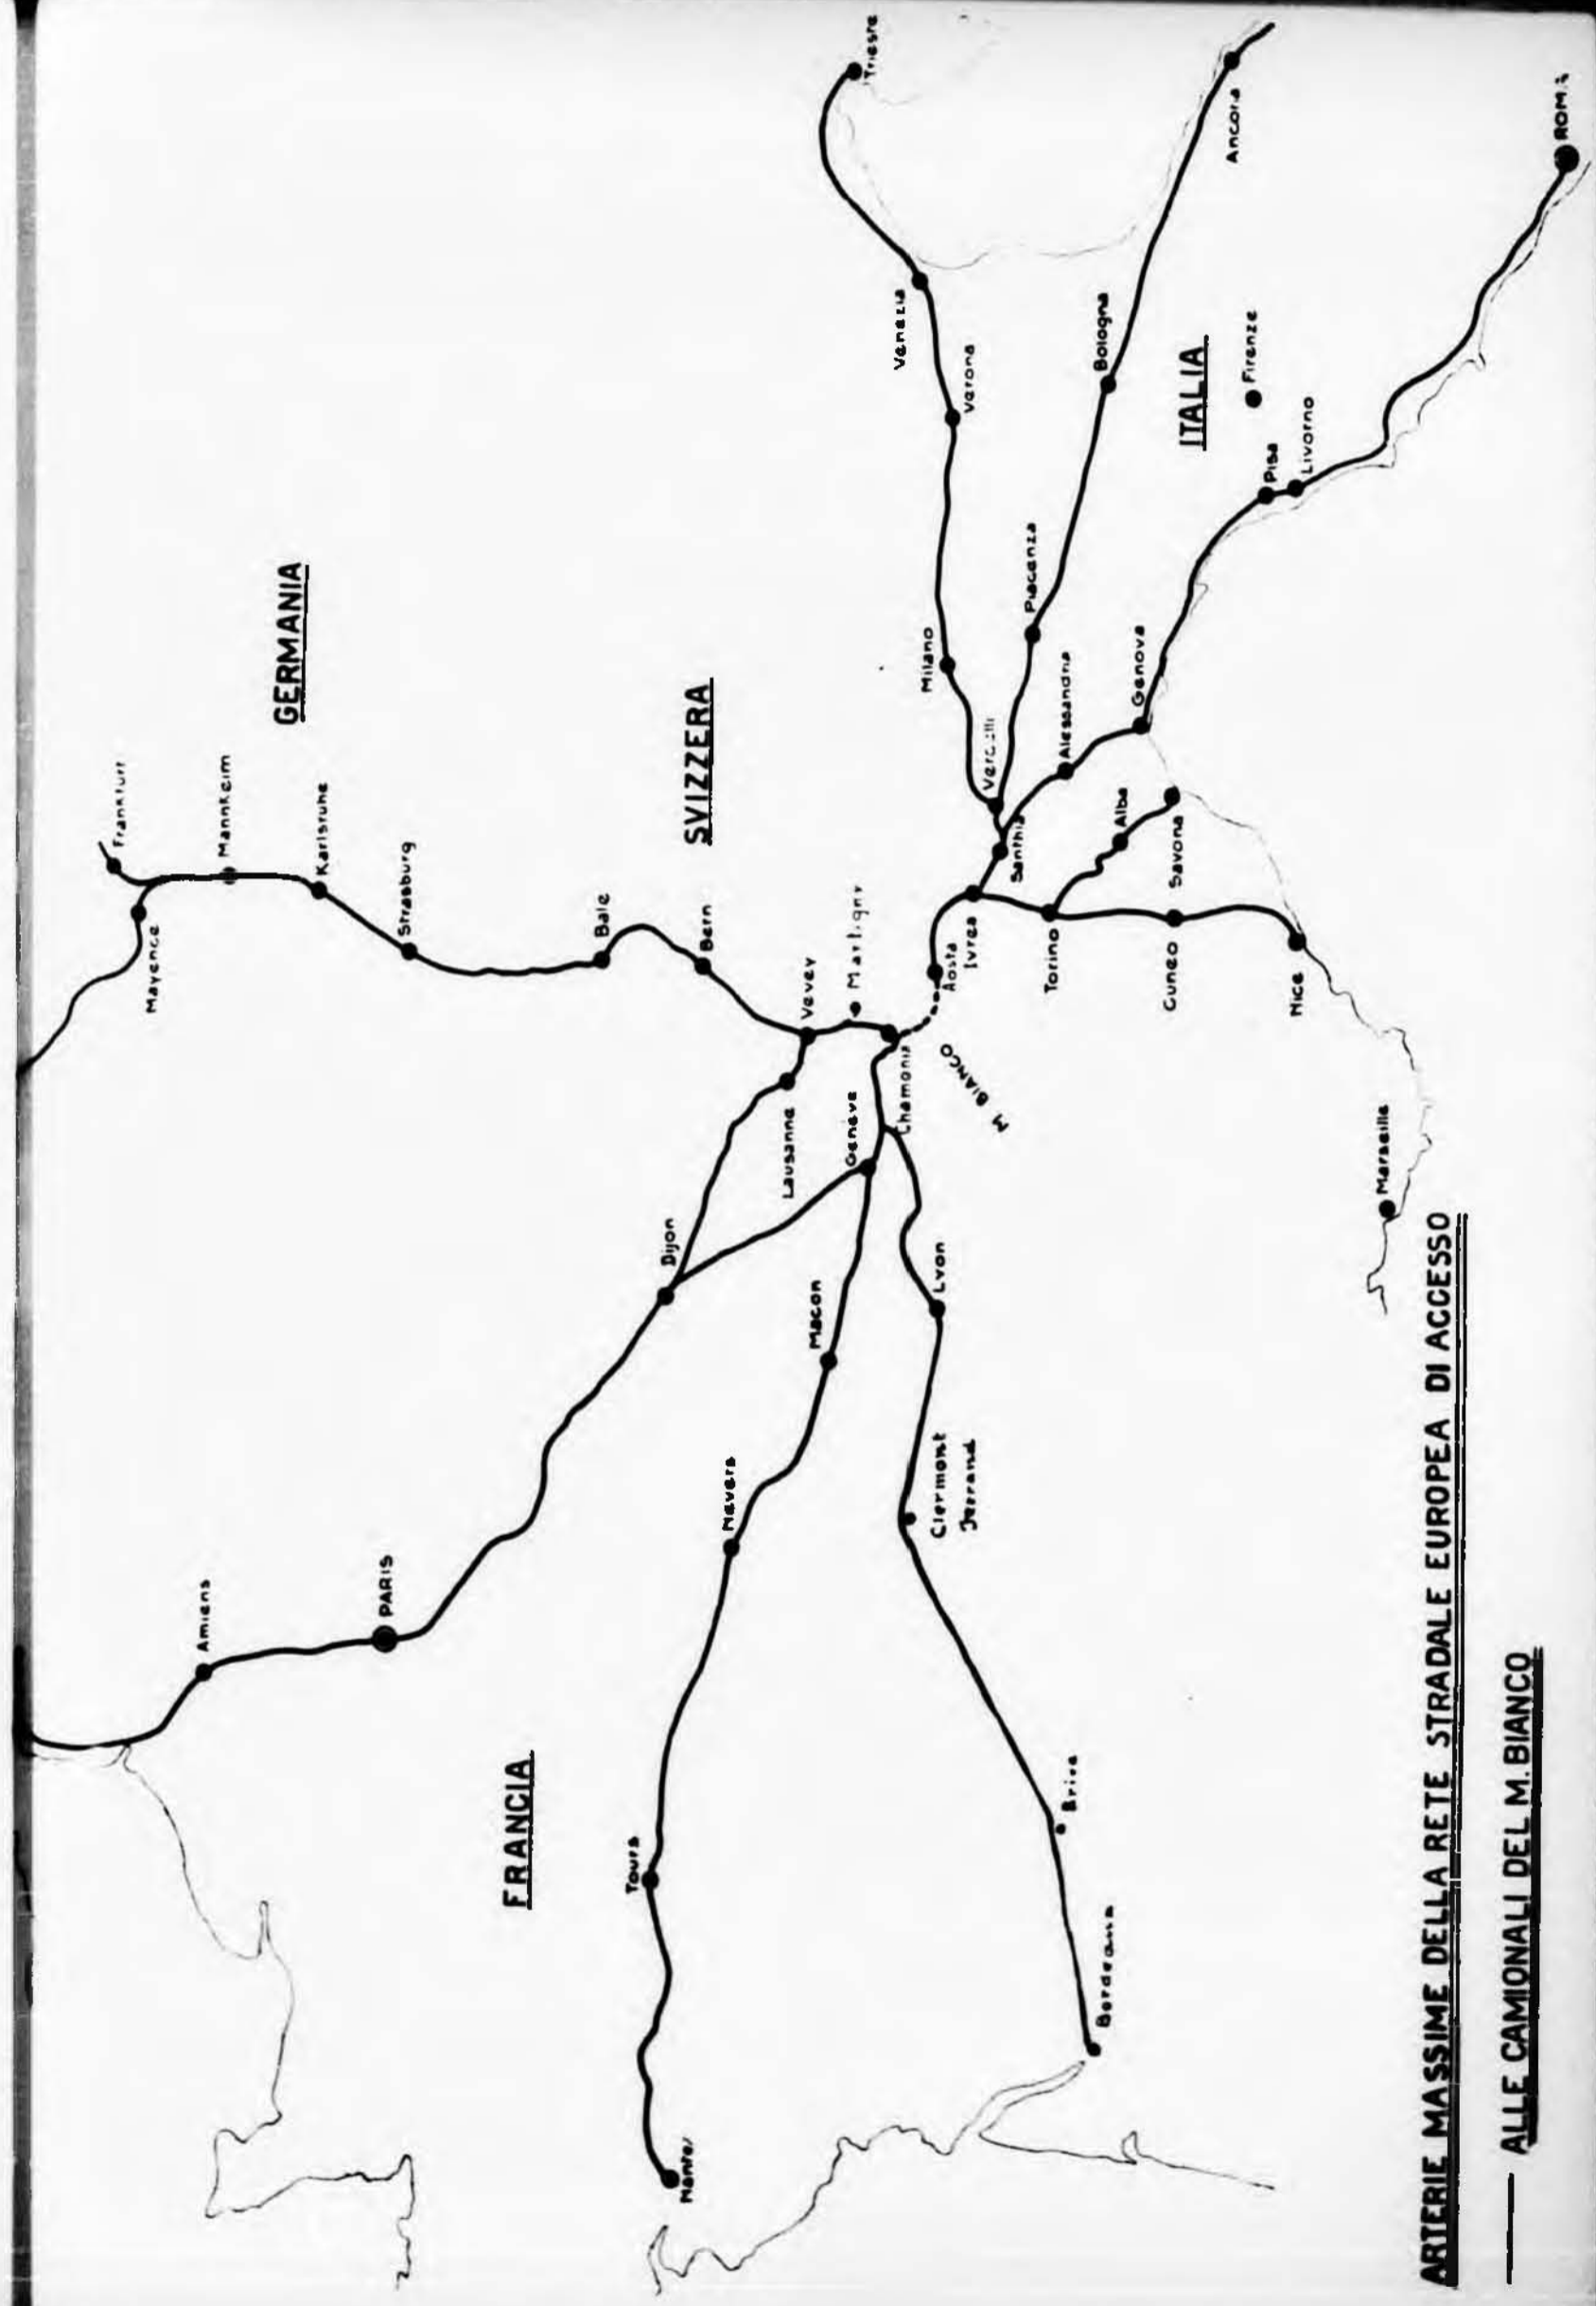 GERMANIA
Frankfurt
Mannheim
Karlsruhe
Mayence
Strasburg
Bale
SVIZZERA
Bern
Vevey
Martigny
Lausanne
Genève
Chamonix
M BIANCO
Amiens
PARIS
Dijon
FRANCIA
Macon
Nevers
Tours
Nantes
Lyon
Clermont
Ferrand
Brive
Bordeaux
Marseille
Nice
Cuneo
Torino
Aosta
Ivrea
Santhià
Vercelli
Alba
Savona
Alessandria
Genova
Milano
Piacenza
Verona
Venezia
Trieste
Bologna
Ancona
ITALIA
Firenze
Pisa
Livorno
ROMA
ARTERIE MASSIME DELLA RETE STRADALE EUROPEA DI ACCESSO
ALLE CAMIONALI DEL M. BIANCO